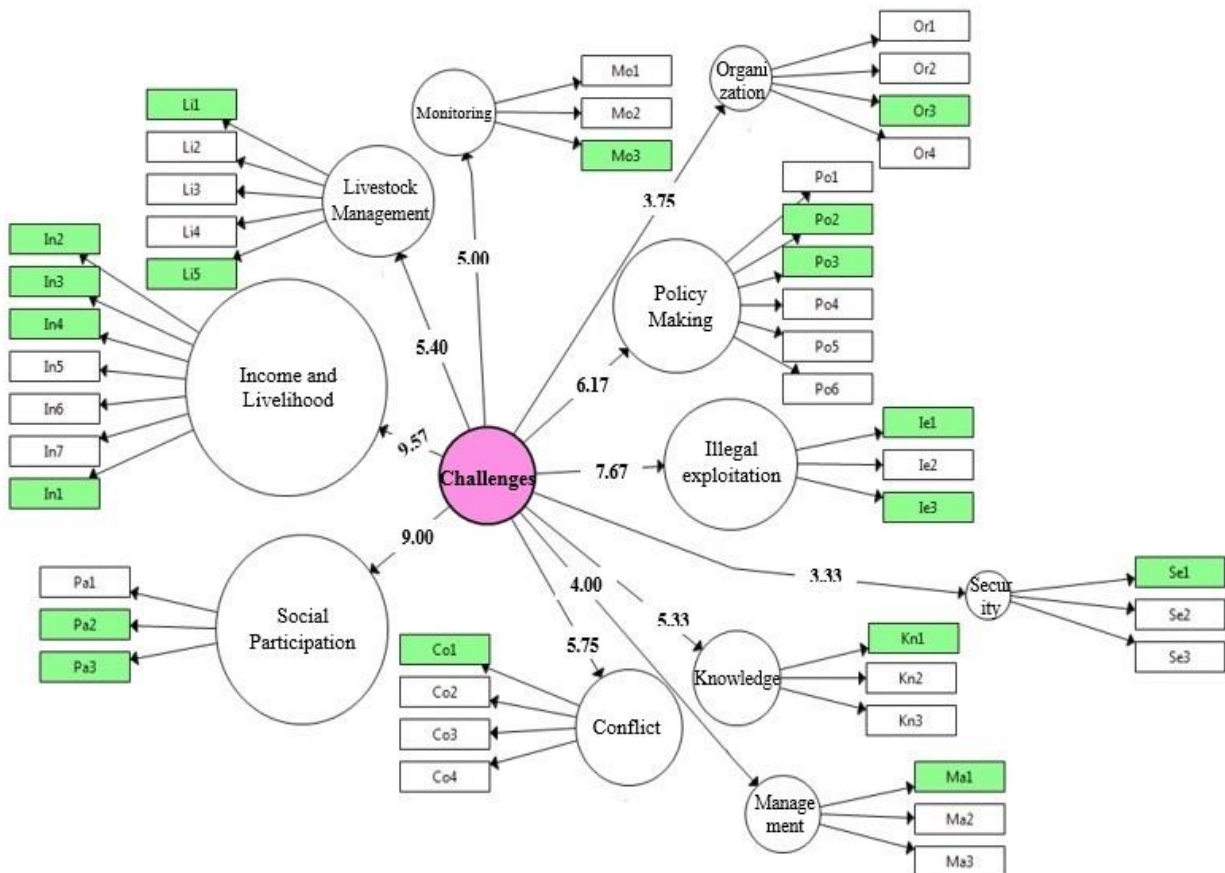 Or1
Or2
Or3
Or4
Organi
zation
Mo1
Mo2
Mo3
Monitoring
Li1
Li2
Li3
Li4
Li5
Livestock
Management
Po1
Po2
Po3
Po4
Po5
Po6
Policy
Making
In2
In3
In4
In5
In6
In7
In1
Income and
Livelihood
3.75
5.00
5.40
6.17
9.57
7.67
Challenges
Illegal
exploitation
Ie1
Ie2
Ie3
9.00
4.00
3.33
5.33
5.75
Secur
ity
Se1
Se2
Se3
Pa1
Pa2
Pa3
Social
Participation
Co1
Co2
Co3
Co4
Conflict
Knowledge
Kn1
Kn2
Kn3
Manage
ment
Ma1
Ma2
Ma3